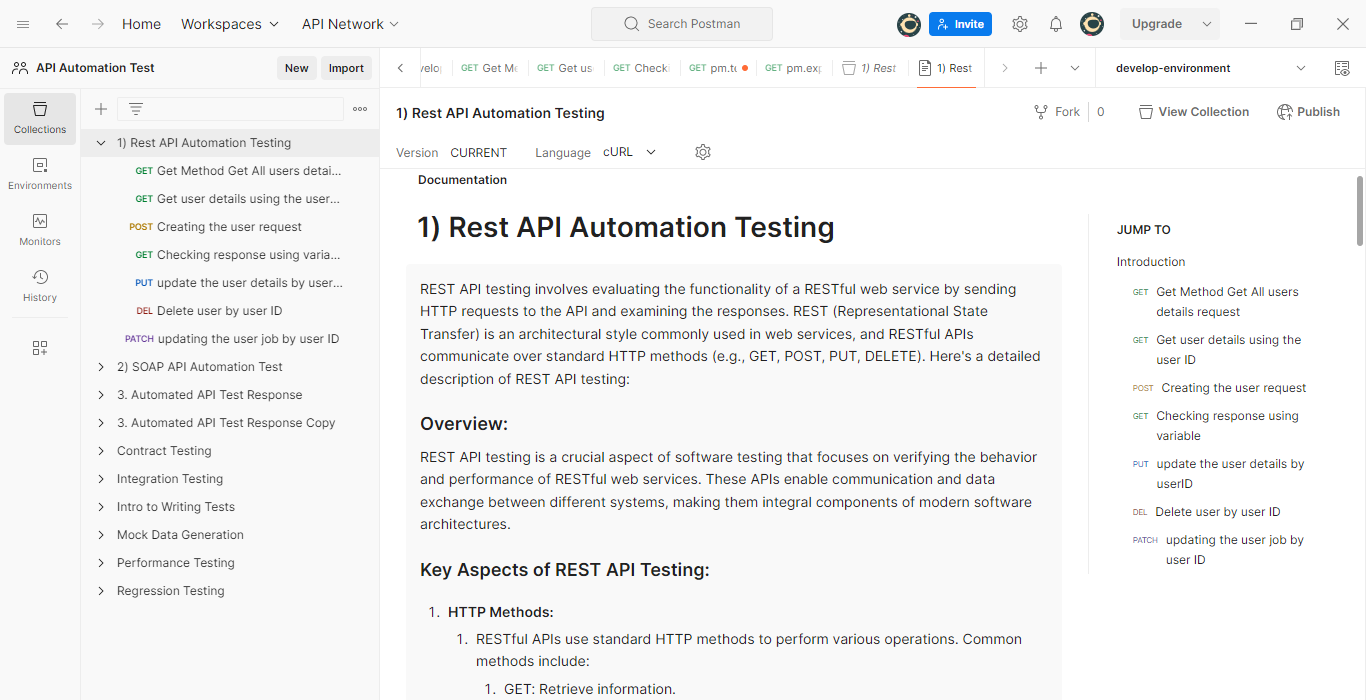 Home Workspaces API Network Search Postman Invite Upgrade
API Automation Test New Import
GET Get Me GET Get us GET Checki GET pm.te GET pm.exp 1) Rest 1) Rest develop-environment
Collections
Environments
Monitors
History
1) Rest API Automation Testing
GET Get Method Get All users detai...
GET Get user details using the user...
POST Creating the user request
GET Checking response using varia...
PUT update the user details by user...
DEL Delete user by user ID
PATCH updating the user job by user ID
2) SOAP API Automation Test
3. Automated API Test Response
3. Automated API Test Response Copy
Contract Testing
Integration Testing
Intro to Writing Tests
Mock Data Generation
Performance Testing
Regression Testing
1) Rest API Automation Testing Fork 0 View Collection Publish
Version CURRENT Language cURL
Documentation
1) Rest API Automation Testing
REST API testing involves evaluating the functionality of a RESTful web service by sending
HTTP requests to the API and examining the responses. REST (Representational State
Transfer) is an architectural style commonly used in web services, and RESTful APIs
communicate over standard HTTP methods (e.g., GET, POST, PUT, DELETE). Here's a detailed
description of REST API testing:
Overview:
REST API testing is a crucial aspect of software testing that focuses on verifying the behavior
and performance of RESTful web services. These APIs enable communication and data
exchange between different systems, making them integral components of modern software
architectures.
Key Aspects of REST API Testing:
1. HTTP Methods:
1. RESTful APIs use standard HTTP methods to perform various operations. Common
methods include:
1. GET: Retrieve information.
JUMP TO
Introduction
GET Get Method Get All users
details request
GET Get user details using the
user ID
POST Creating the user request
GET Checking response using
variable
PUT update the user details by
userID
DEL Delete user by user ID
PATCH updating the user job by
user ID